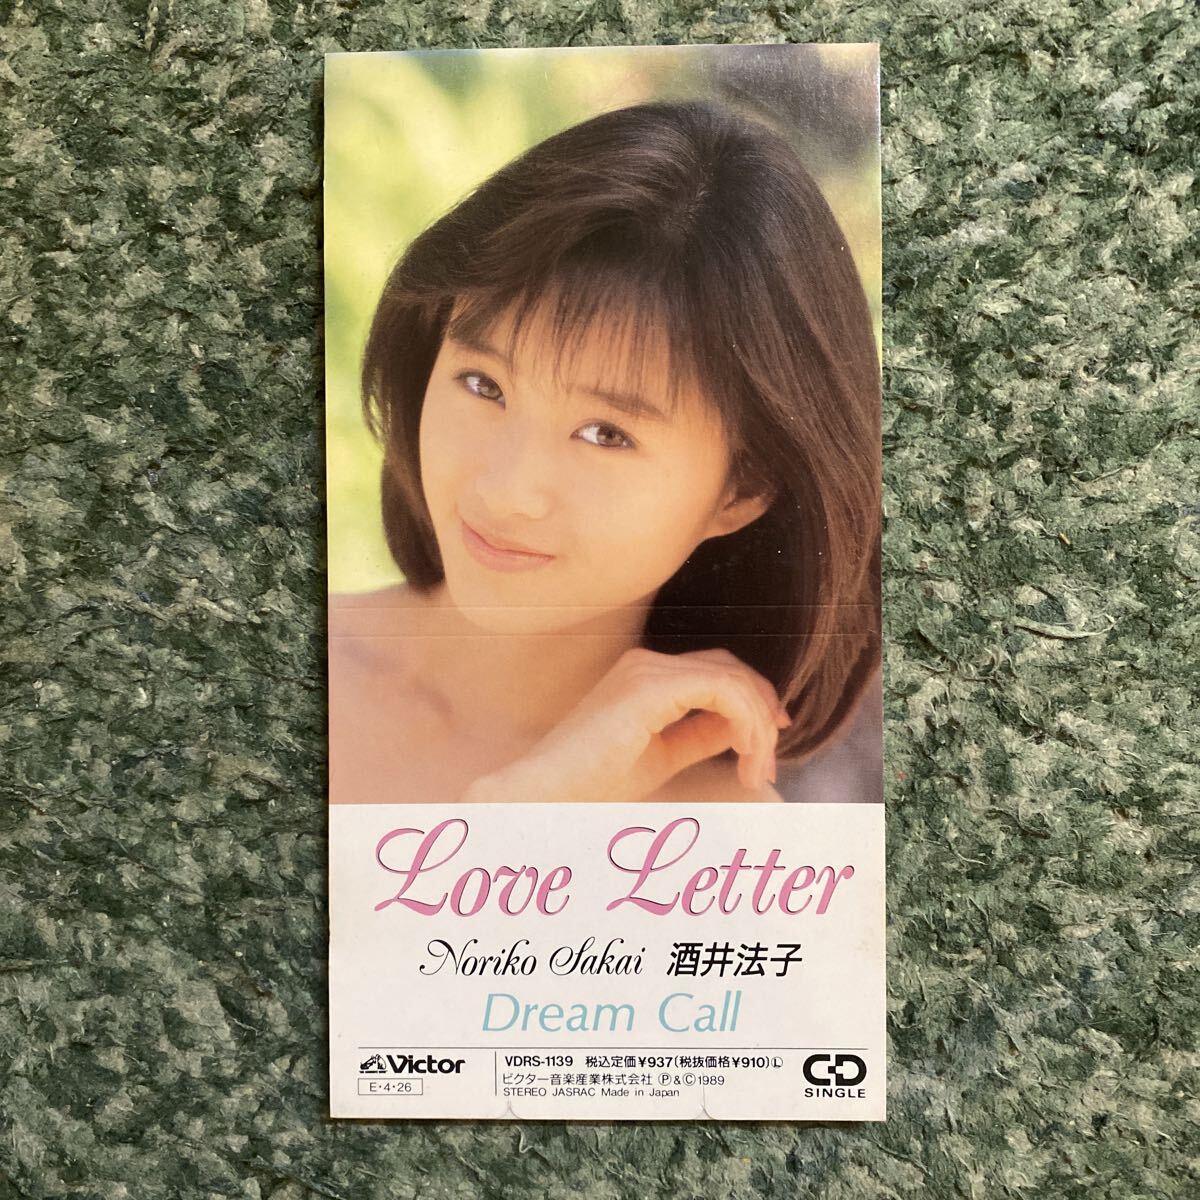 Love Letter
Noriko Sakai 酒井法子
Dream Call
Victor
E・4・26
VDRS-1139 税込定価¥937(税抜価格¥910)Ⓛ
ビクター音楽産業株式会社 Ⓟ&Ⓒ1989
STEREO JASRAC Made in Japan
CD
SINGLE